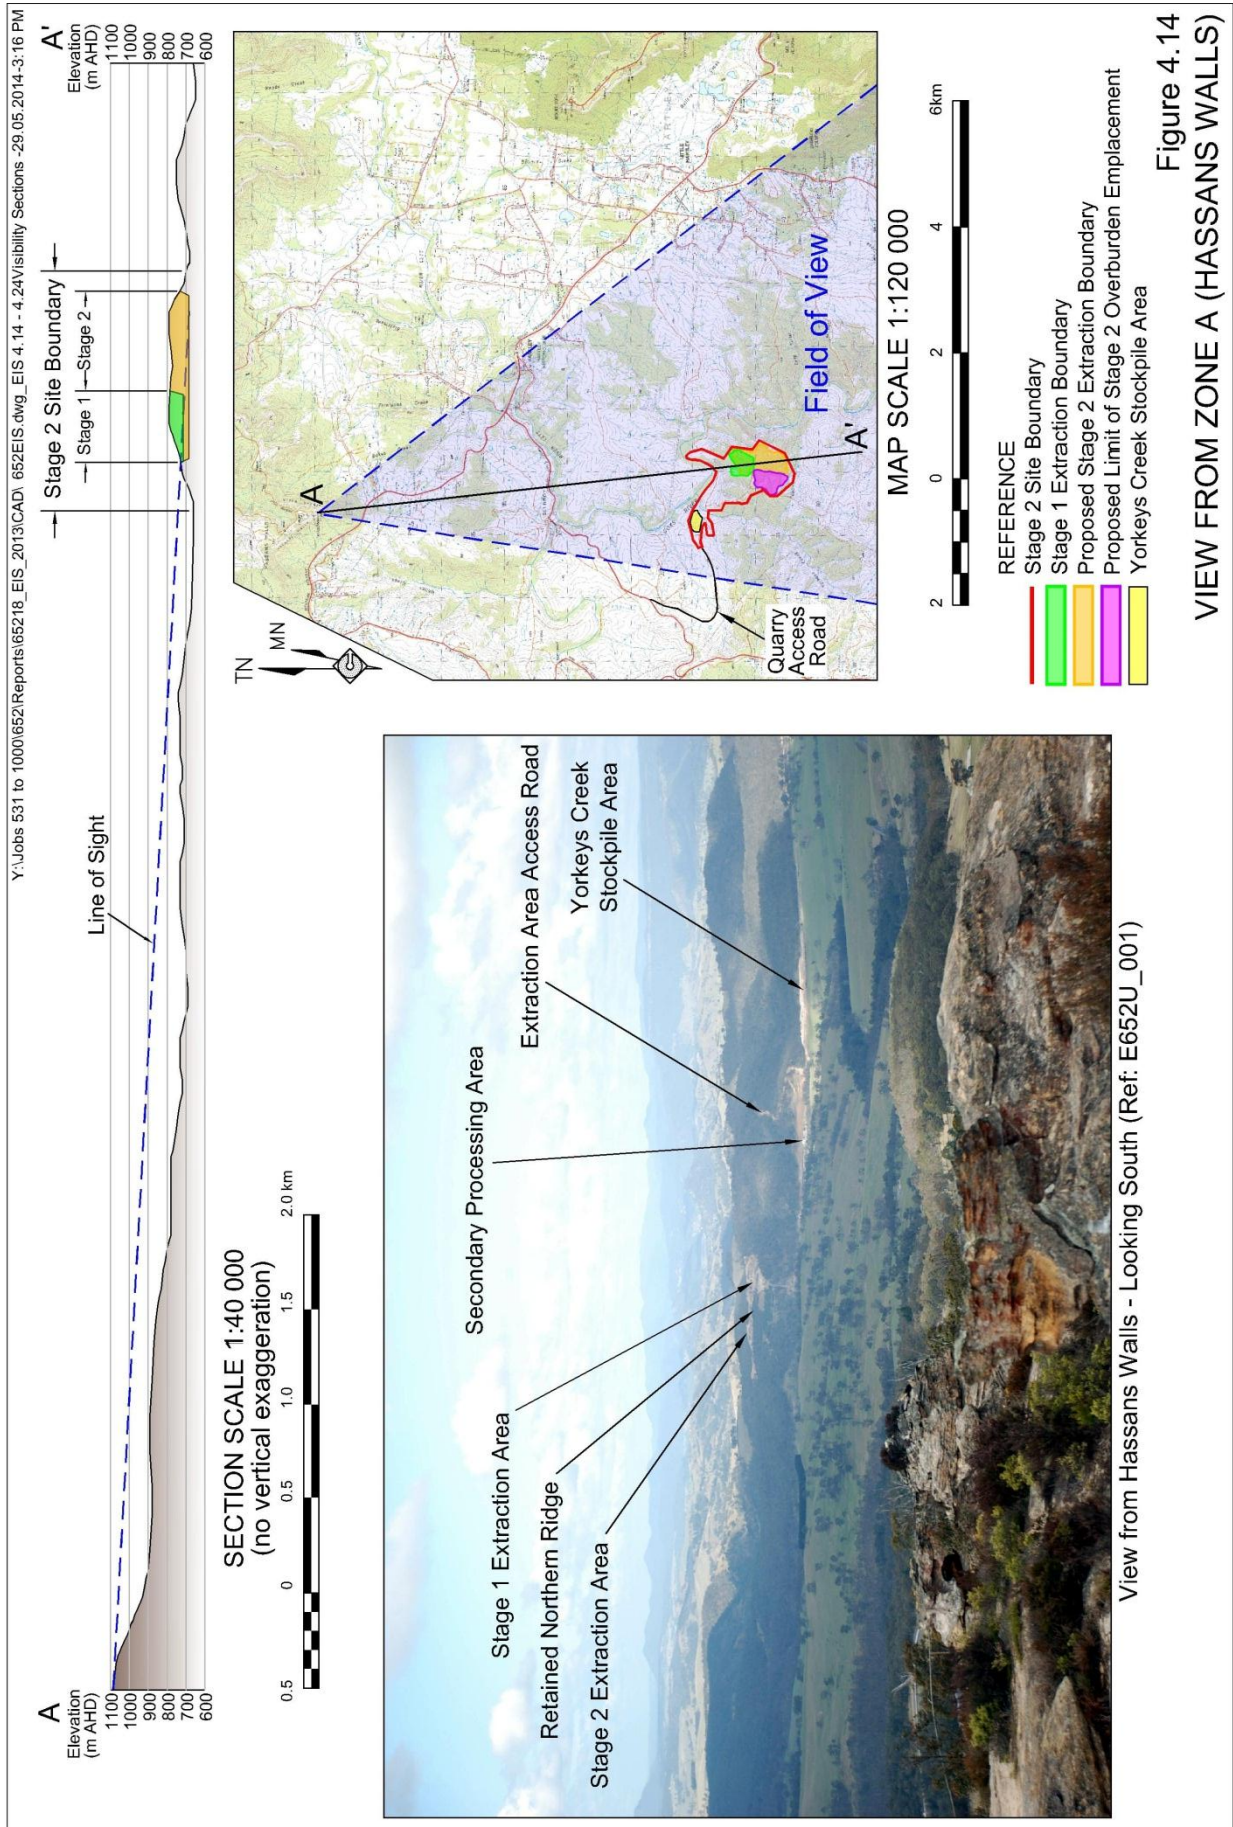 Y:\Jobs 531 to 1000\652\Reports\65218_EIS_2013\CAD\ 652EIS.dwg_EIS 4.14 - 4.24Visibility Sections -29.05.2014-3:16 PM
A
Elevation
(m AHD)
1100
1000
900
800
700
600
Line of Sight
Stage 2 Site Boundary
Stage 1
Stage 2
A'
Elevation
(m AHD)
1100
1000
900
800
700
600
SECTION SCALE 1:40 000
(no vertical exaggeration)
0.5
0
0.5
1.0
1.5
2.0 km
Stage 1 Extraction Area
Retained Northern Ridge
Stage 2 Extraction Area
Secondary Processing Area
Extraction Area Access Road
Yorkeys Creek
Stockpile Area
View from Hassans Walls - Looking South (Ref: E652U_001)
TN
MN
A
A'
Field of View
Quarry
Access
Road
MAP SCALE 1:120 000
2
0
2
4
6km
REFERENCE
Stage 2 Site Boundary
Stage 1 Extraction Boundary
Proposed Stage 2 Extraction Boundary
Proposed Limit of Stage 2 Overburden Emplacement
Yorkeys Creek Stockpile Area
Figure 4.14
VIEW FROM ZONE A (HASSANS WALLS)